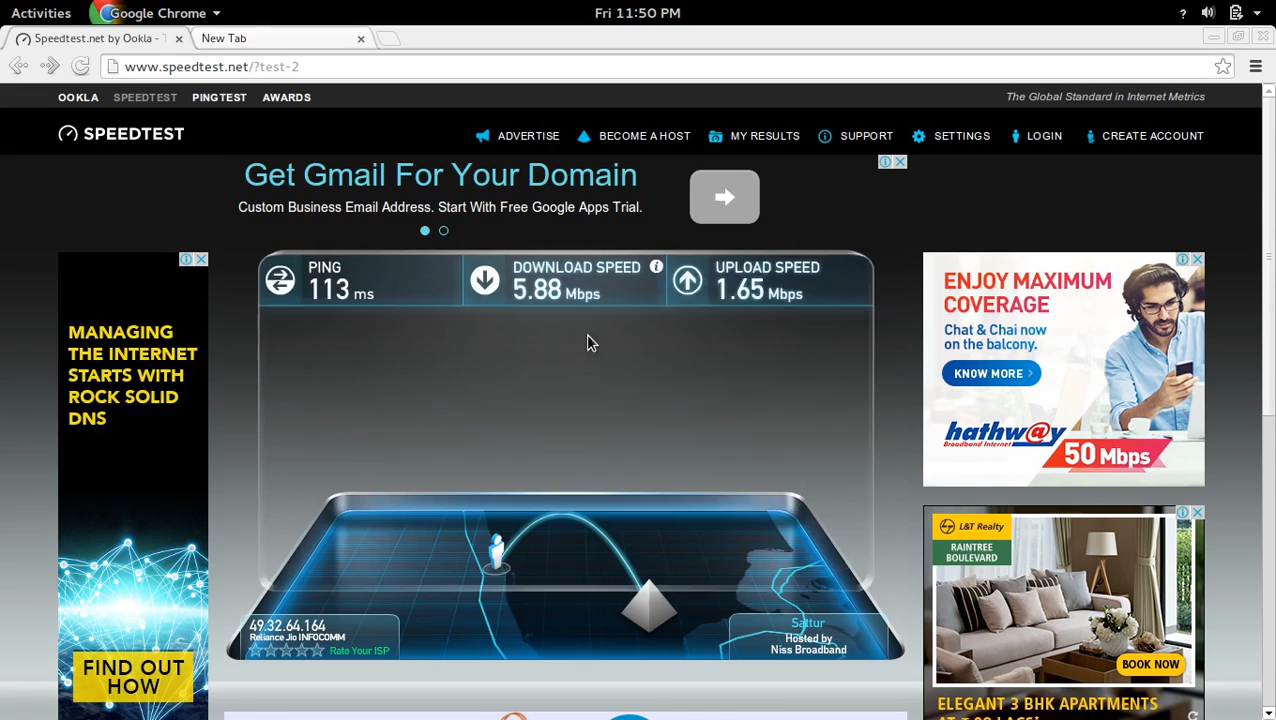 Activities
Google Chrome
Fri 11:50 PM
?
Speedtest.net by Ookla -
New Tab
www.speedtest.net/?test-2
OOKLA SPEEDTEST PINGTEST AWARDS
The Global Standard in Internet Metrics
SPEEDTEST
ADVERTISE BECOME A HOST MY RESULTS SUPPORT SETTINGS LOGIN CREATE ACCOUNT
Get Gmail For Your Domain
Custom Business Email Address. Start With Free Google Apps Trial.
MANAGING
THE INTERNET
STARTS WITH
ROCK SOLID
DNS
FIND OUT
HOW
PING
113 ms
DOWNLOAD SPEED
5.88 Mbps
UPLOAD SPEED
1.65 Mbps
49.32.64.164
Reliance Jio INFOCOMM
Rate Your ISP
Sattur
Hosted by
Niss Broadband
ENJOY MAXIMUM
COVERAGE
Chat & Chai now
on the balcony.
KNOW MORE
hathw@y
Broadband Internet
50 Mbps
L&T Realty
RAINTREE
BOULEVARD
BOOK NOW
ELEGANT 3 BHK APARTMENTS